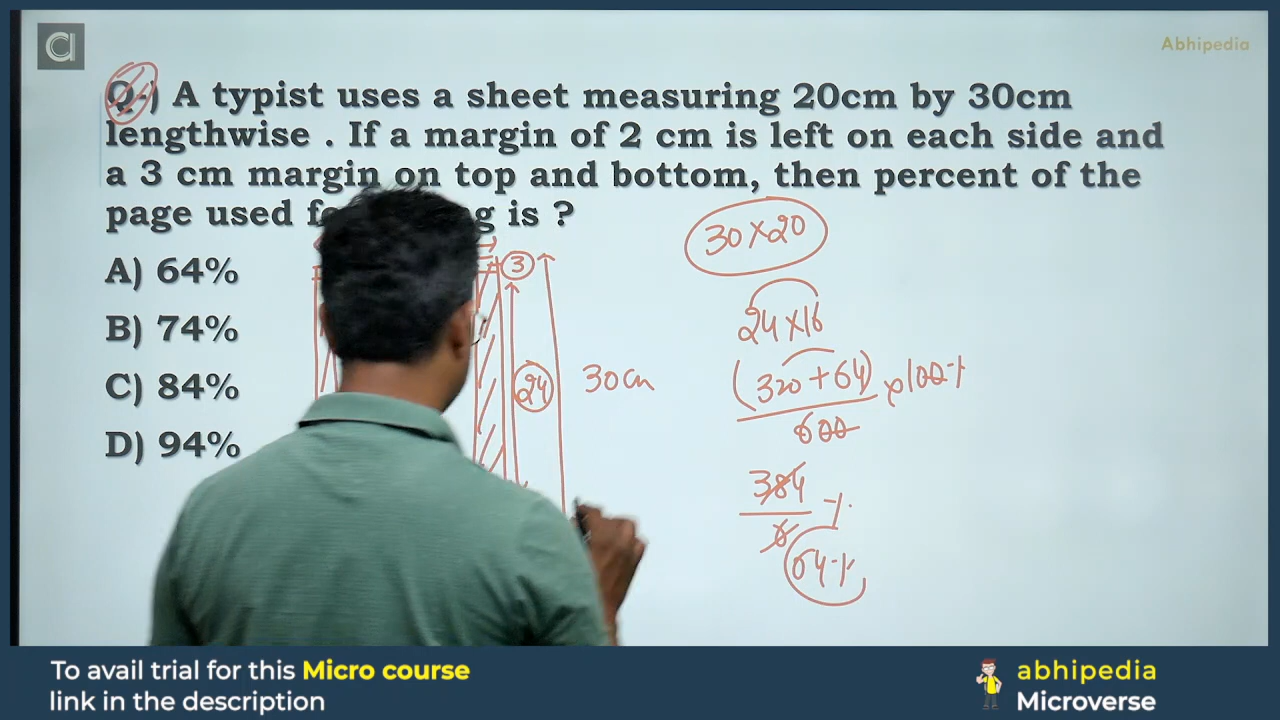 Abhipedia
Q-) A typist uses a sheet measuring 20cm by 30cm
lengthwise . If a margin of 2 cm is left on each side and
a 3 cm margin on top and bottom, then percent of the
page used is ?
A) 64%
B) 74%
C) 84%
D) 94%
3
24
30cm
30×20
24×16
(320+64) ×100%
600
384 %
6
64%
To avail trial for this Micro course
link in the description
abhipedia
Microverse